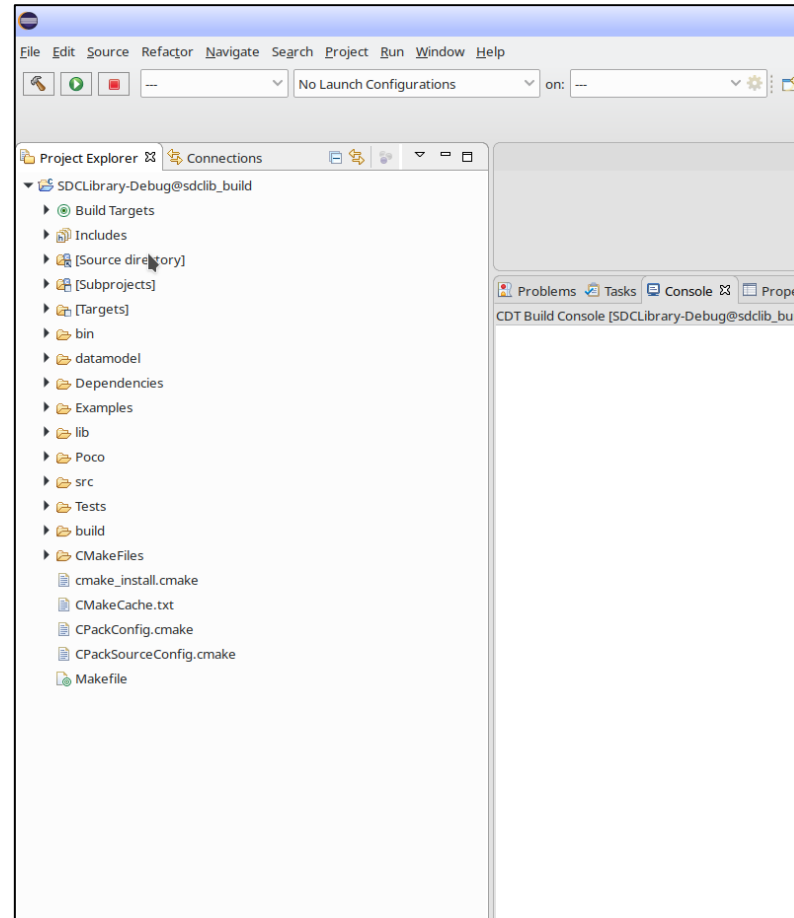 File Edit Source Refactor Navigate Search Project Run Window Help
--- No Launch Configurations on: ---
Project Explorer Connections
SDCLibrary-Debug@sdclib_build
Build Targets
Includes
[Source directory]
[Subprojects]
[Targets]
bin
datamodel
Dependencies
Examples
lib
Poco
src
Tests
build
CMakeFiles
cmake_install.cmake
CMakeCache.txt
CPackConfig.cmake
CPackSourceConfig.cmake
Makefile
Problems Tasks Console Prope
CDT Build Console [SDCLibrary-Debug@sdclib_bu